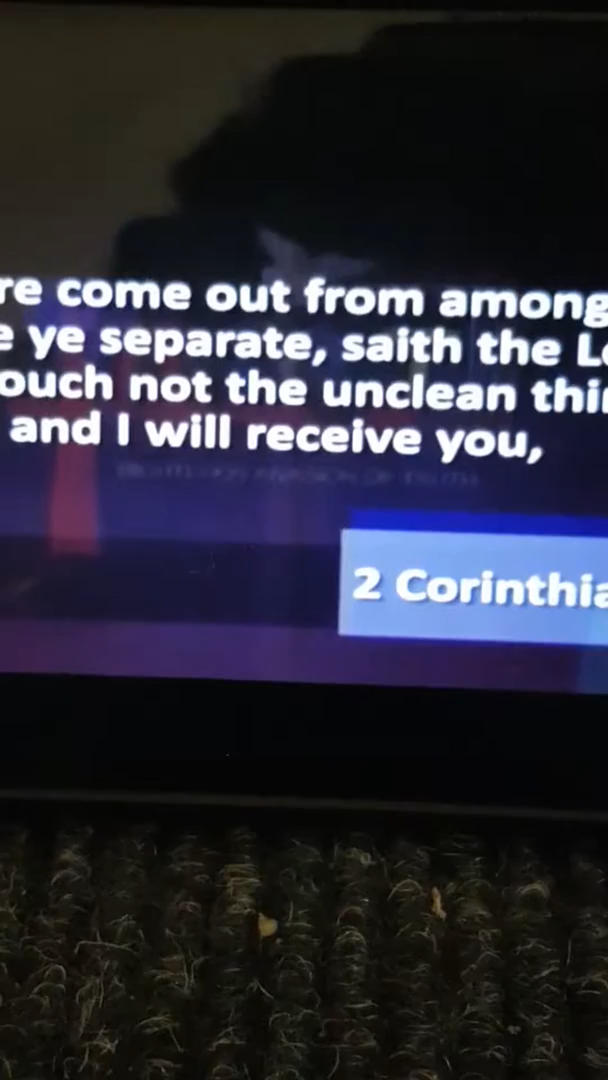 re come out from among
e ye separate, saith the Lo
ouch not the unclean thi
and I will receive you,
2 Corinthia